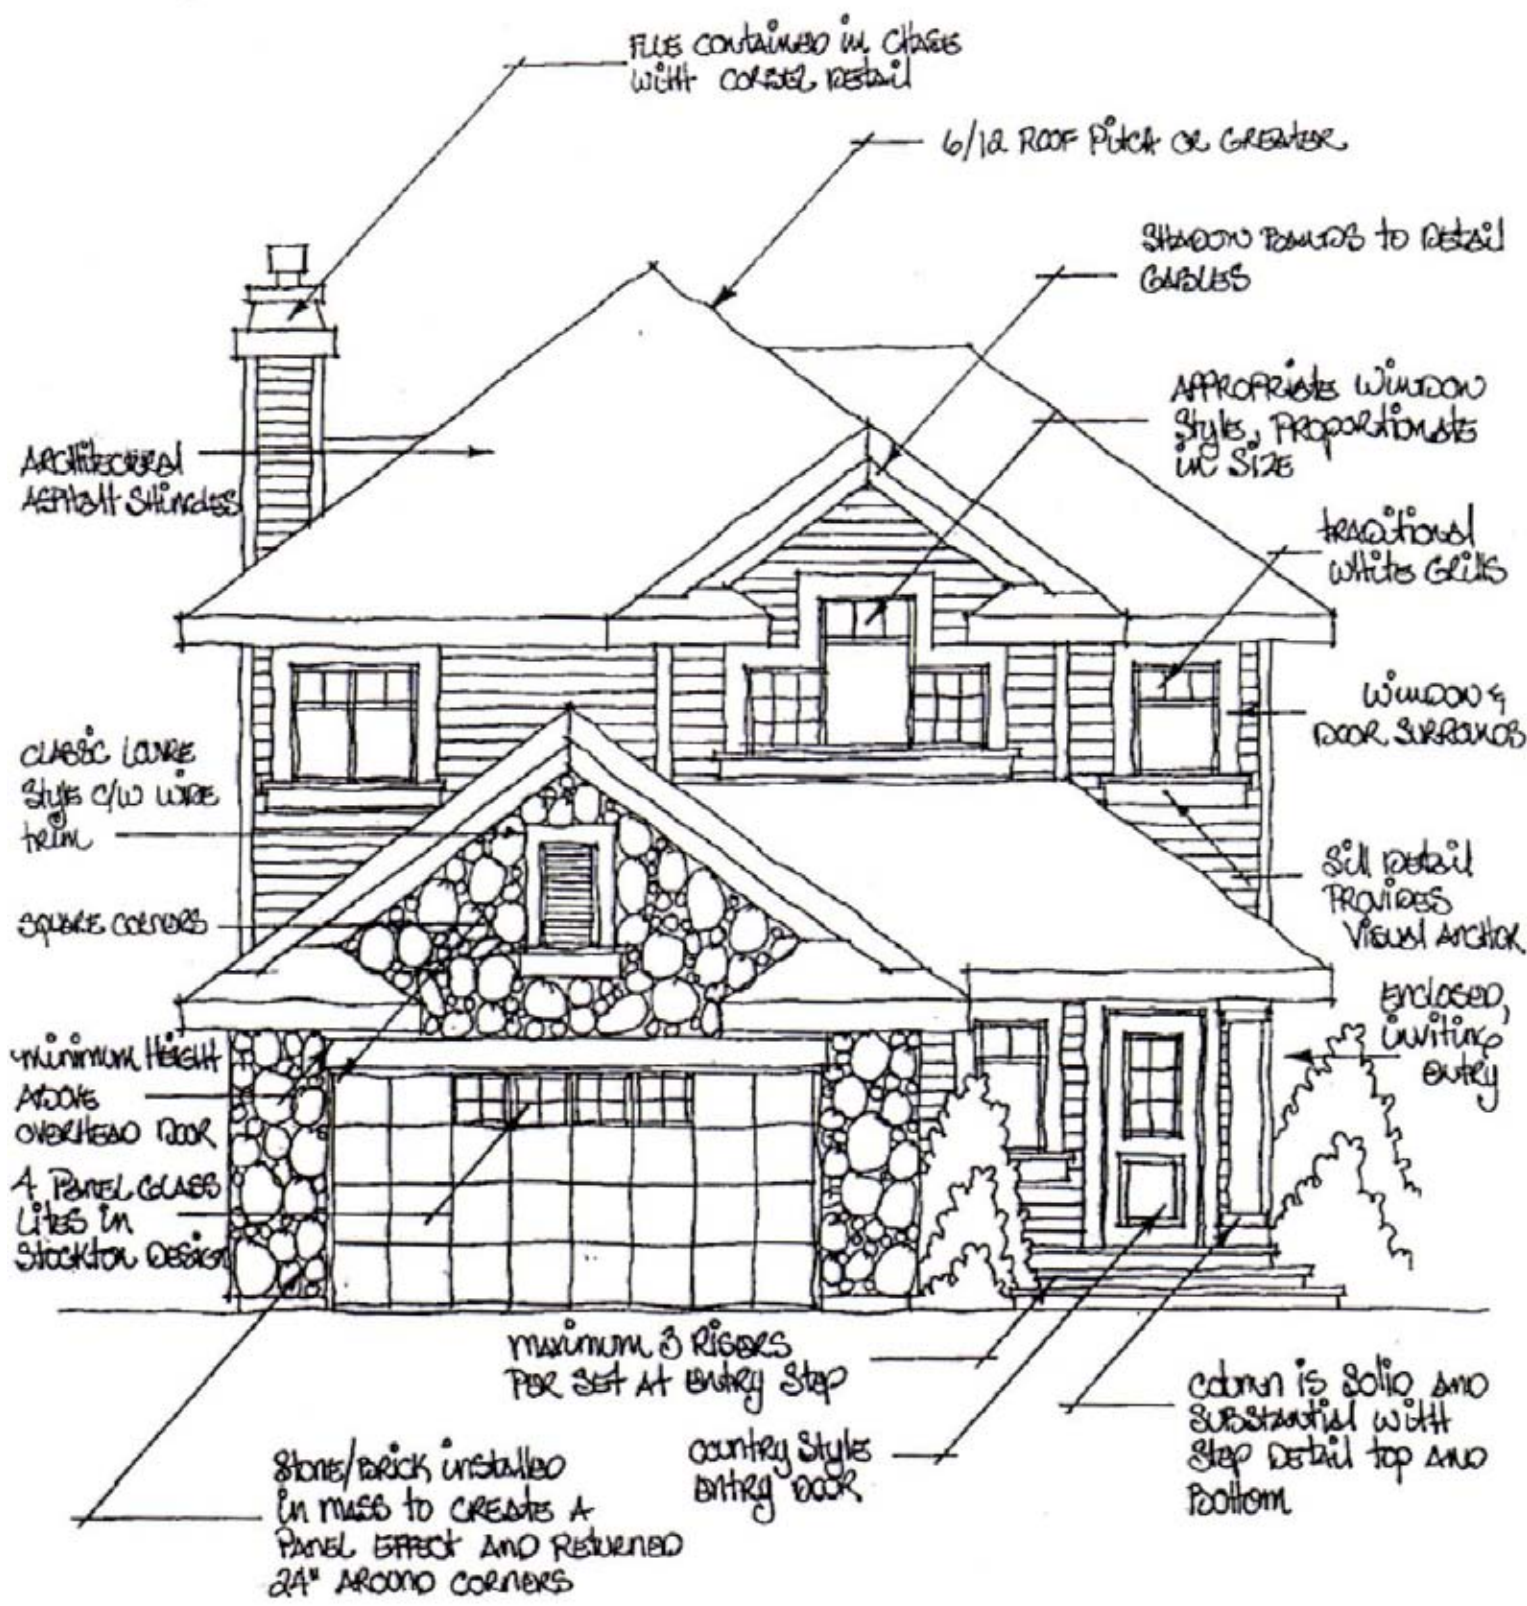 FLUE CONTAINED IN CHASE
WITH CORBEL DETAIL
6/12 ROOF PITCH OR GREATER
SHADOW BANDS TO DETAIL
GABLES
APPROPRIATE WINDOW
STYLE, PROPORTIONATE
IN SIZE
ARCHITECTURAL
ASPHALT SHINGLES
TRADITIONAL
WHITE GRILLS
WINDOW &
DOOR SURROUNDS
CLASSIC LOUVRE
STYLE C/W WIRE
TRIM
SILL DETAIL
PROVIDES
VISUAL ANCHOR
SQUARE CORNERS
ENCLOSED,
INVITING
ENTRY
MINIMUM HEIGHT
ABOVE
OVERHEAD DOOR
4 PANEL GLASS
LITES IN
STOCKTON DESIGN
MAXIMUM 3 RISERS
PER SET AT ENTRY STEP
COLUMN IS SOLID AND
SUBSTANTIAL WITH
STEP DETAIL TOP AND
BOTTOM
COUNTRY STYLE
ENTRY DOOR
STONE/BRICK INSTALLED
IN MASS TO CREATE A
PANEL EFFECT AND RETURNED
24" AROUND CORNERS